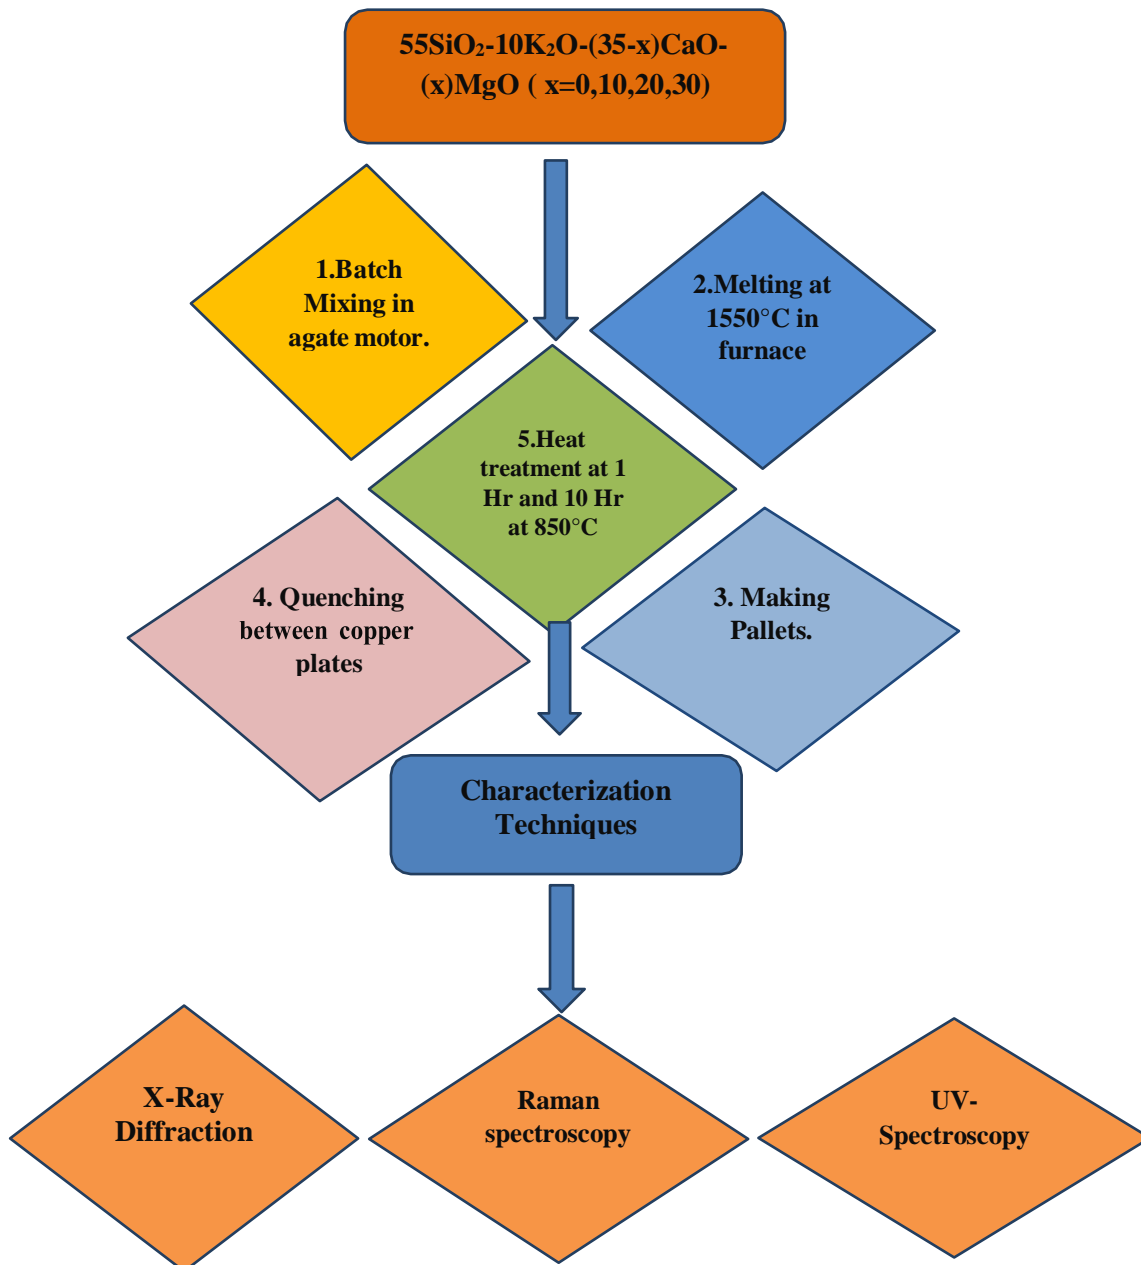 55SiO₂-10K₂O-(35-x)CaO-
(x)MgO ( x=0,10,20,30)
1.Batch
Mixing in
agate motor.
2.Melting at
1550°C in
furnace
5.Heat
treatment at 1
Hr and 10 Hr
at 850°C
4. Quenching
between copper
plates
3. Making
Pallets.
Characterization
Techniques
X-Ray
Diffraction
Raman
spectroscopy
UV-
Spectroscopy